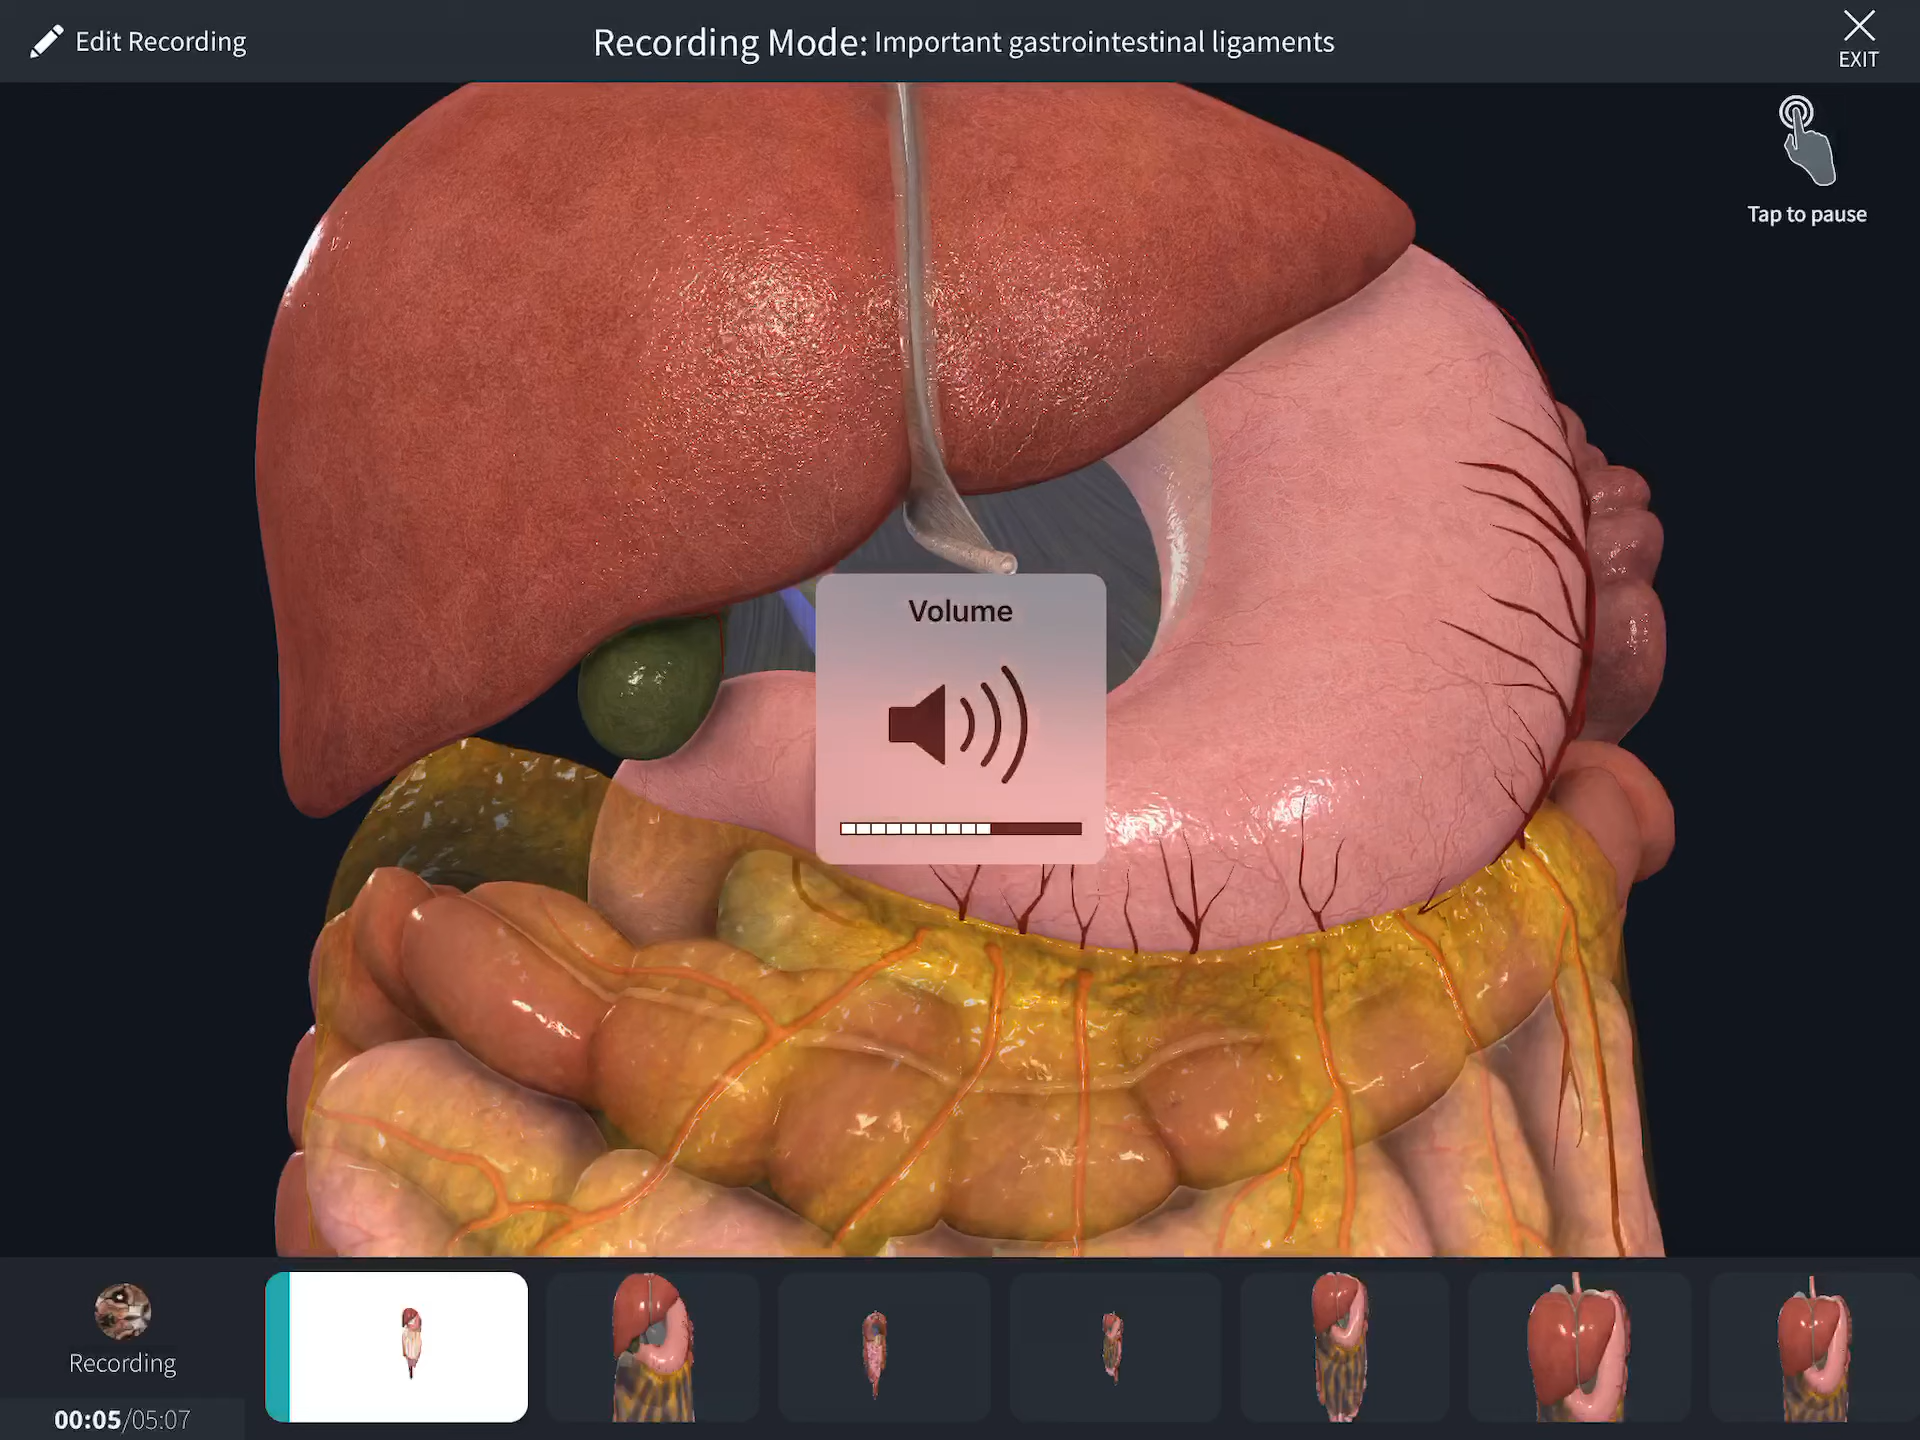 Edit Recording
Recording Mode: Important gastrointestinal ligaments
EXIT
Tap to pause
Volume
Recording
00:05/05:07